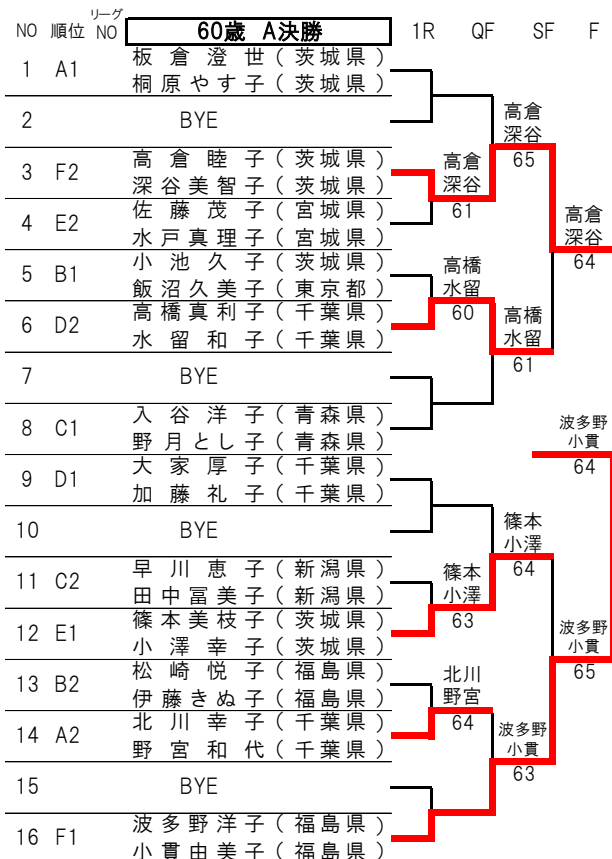 NO 順位 リーグNO 60歳 A決勝 1R QF SF F
1 A1 板倉澄世(茨城県)
桐原やす子(茨城県)
2 BYE
高倉
深谷
65
3 F2 高倉睦子(茨城県)
深谷美智子(茨城県)
高倉
深谷
61
4 E2 佐藤茂子(宮城県)
水戸真理子(宮城県)
高倉
深谷
64
5 B1 小池久子(茨城県)
飯沼久美子(東京都)
高橋
水留
60
6 D2 高橋真利子(千葉県)
水留和子(千葉県)
高橋
水留
61
7 BYE
8 C1 入谷洋子(青森県)
野月とし子(青森県)
波多野
小貫
64
9 D1 大家厚子(千葉県)
加藤礼子(千葉県)
10 BYE
篠本
小澤
64
11 C2 早川恵子(新潟県)
田中冨美子(新潟県)
篠本
小澤
63
12 E1 篠本美枝子(茨城県)
小澤幸子(茨城県)
波多野
小貫
65
13 B2 松崎悦子(福島県)
伊藤きぬ子(福島県)
北川
野宮
64
14 A2 北川幸子(千葉県)
野宮和代(千葉県)
波多野
小貫
63
15 BYE
16 F1 波多野洋子(福島県)
小貫由美子(福島県)